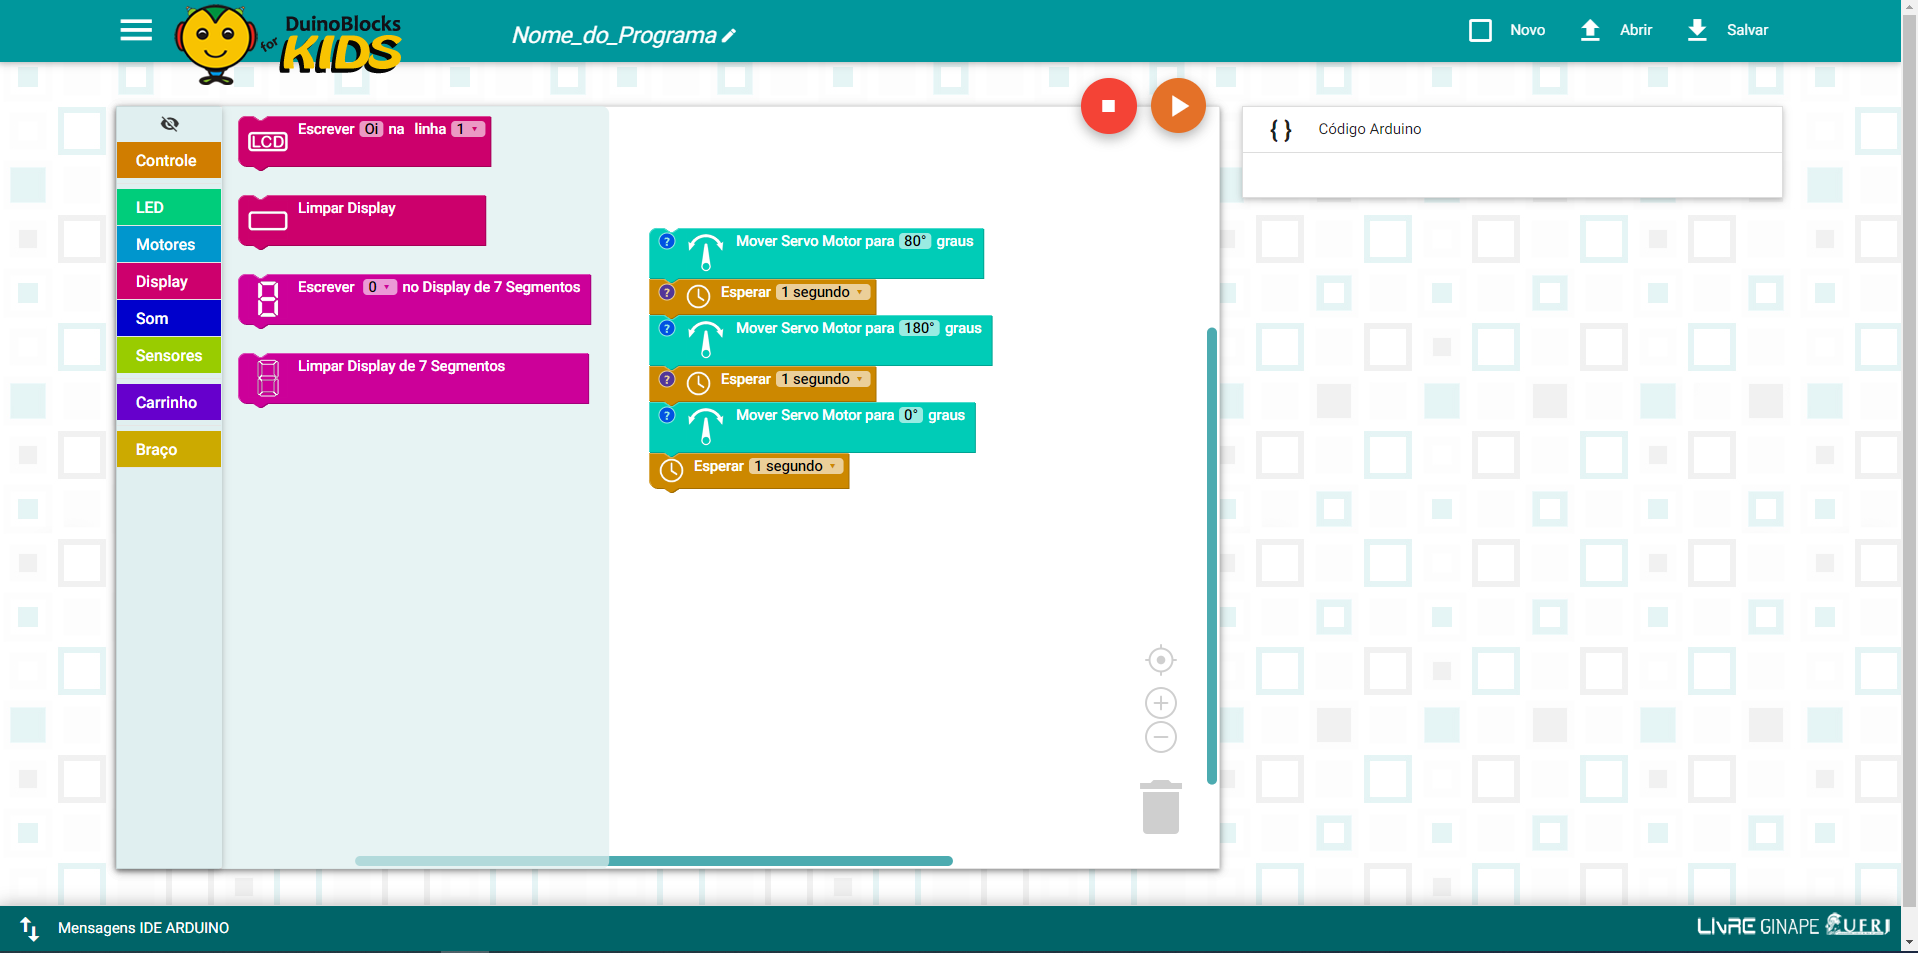 DuinoBlocks
for KIDS
Nome_do_Programa
Novo
Abrir
Salvar
Controle
LED
Motores
Display
Som
Sensores
Carrinho
Braço
LCD Escrever Oi na linha 1
Limpar Display
Escrever 0 no Display de 7 Segmentos
Limpar Display de 7 Segmentos
? Mover Servo Motor para 80° graus
? Esperar 1 segundo
? Mover Servo Motor para 180° graus
? Esperar 1 segundo
? Mover Servo Motor para 0° graus
Esperar 1 segundo
{ } Código Arduino
Mensagens IDE ARDUINO
LIVRE GINAPE UFRJ